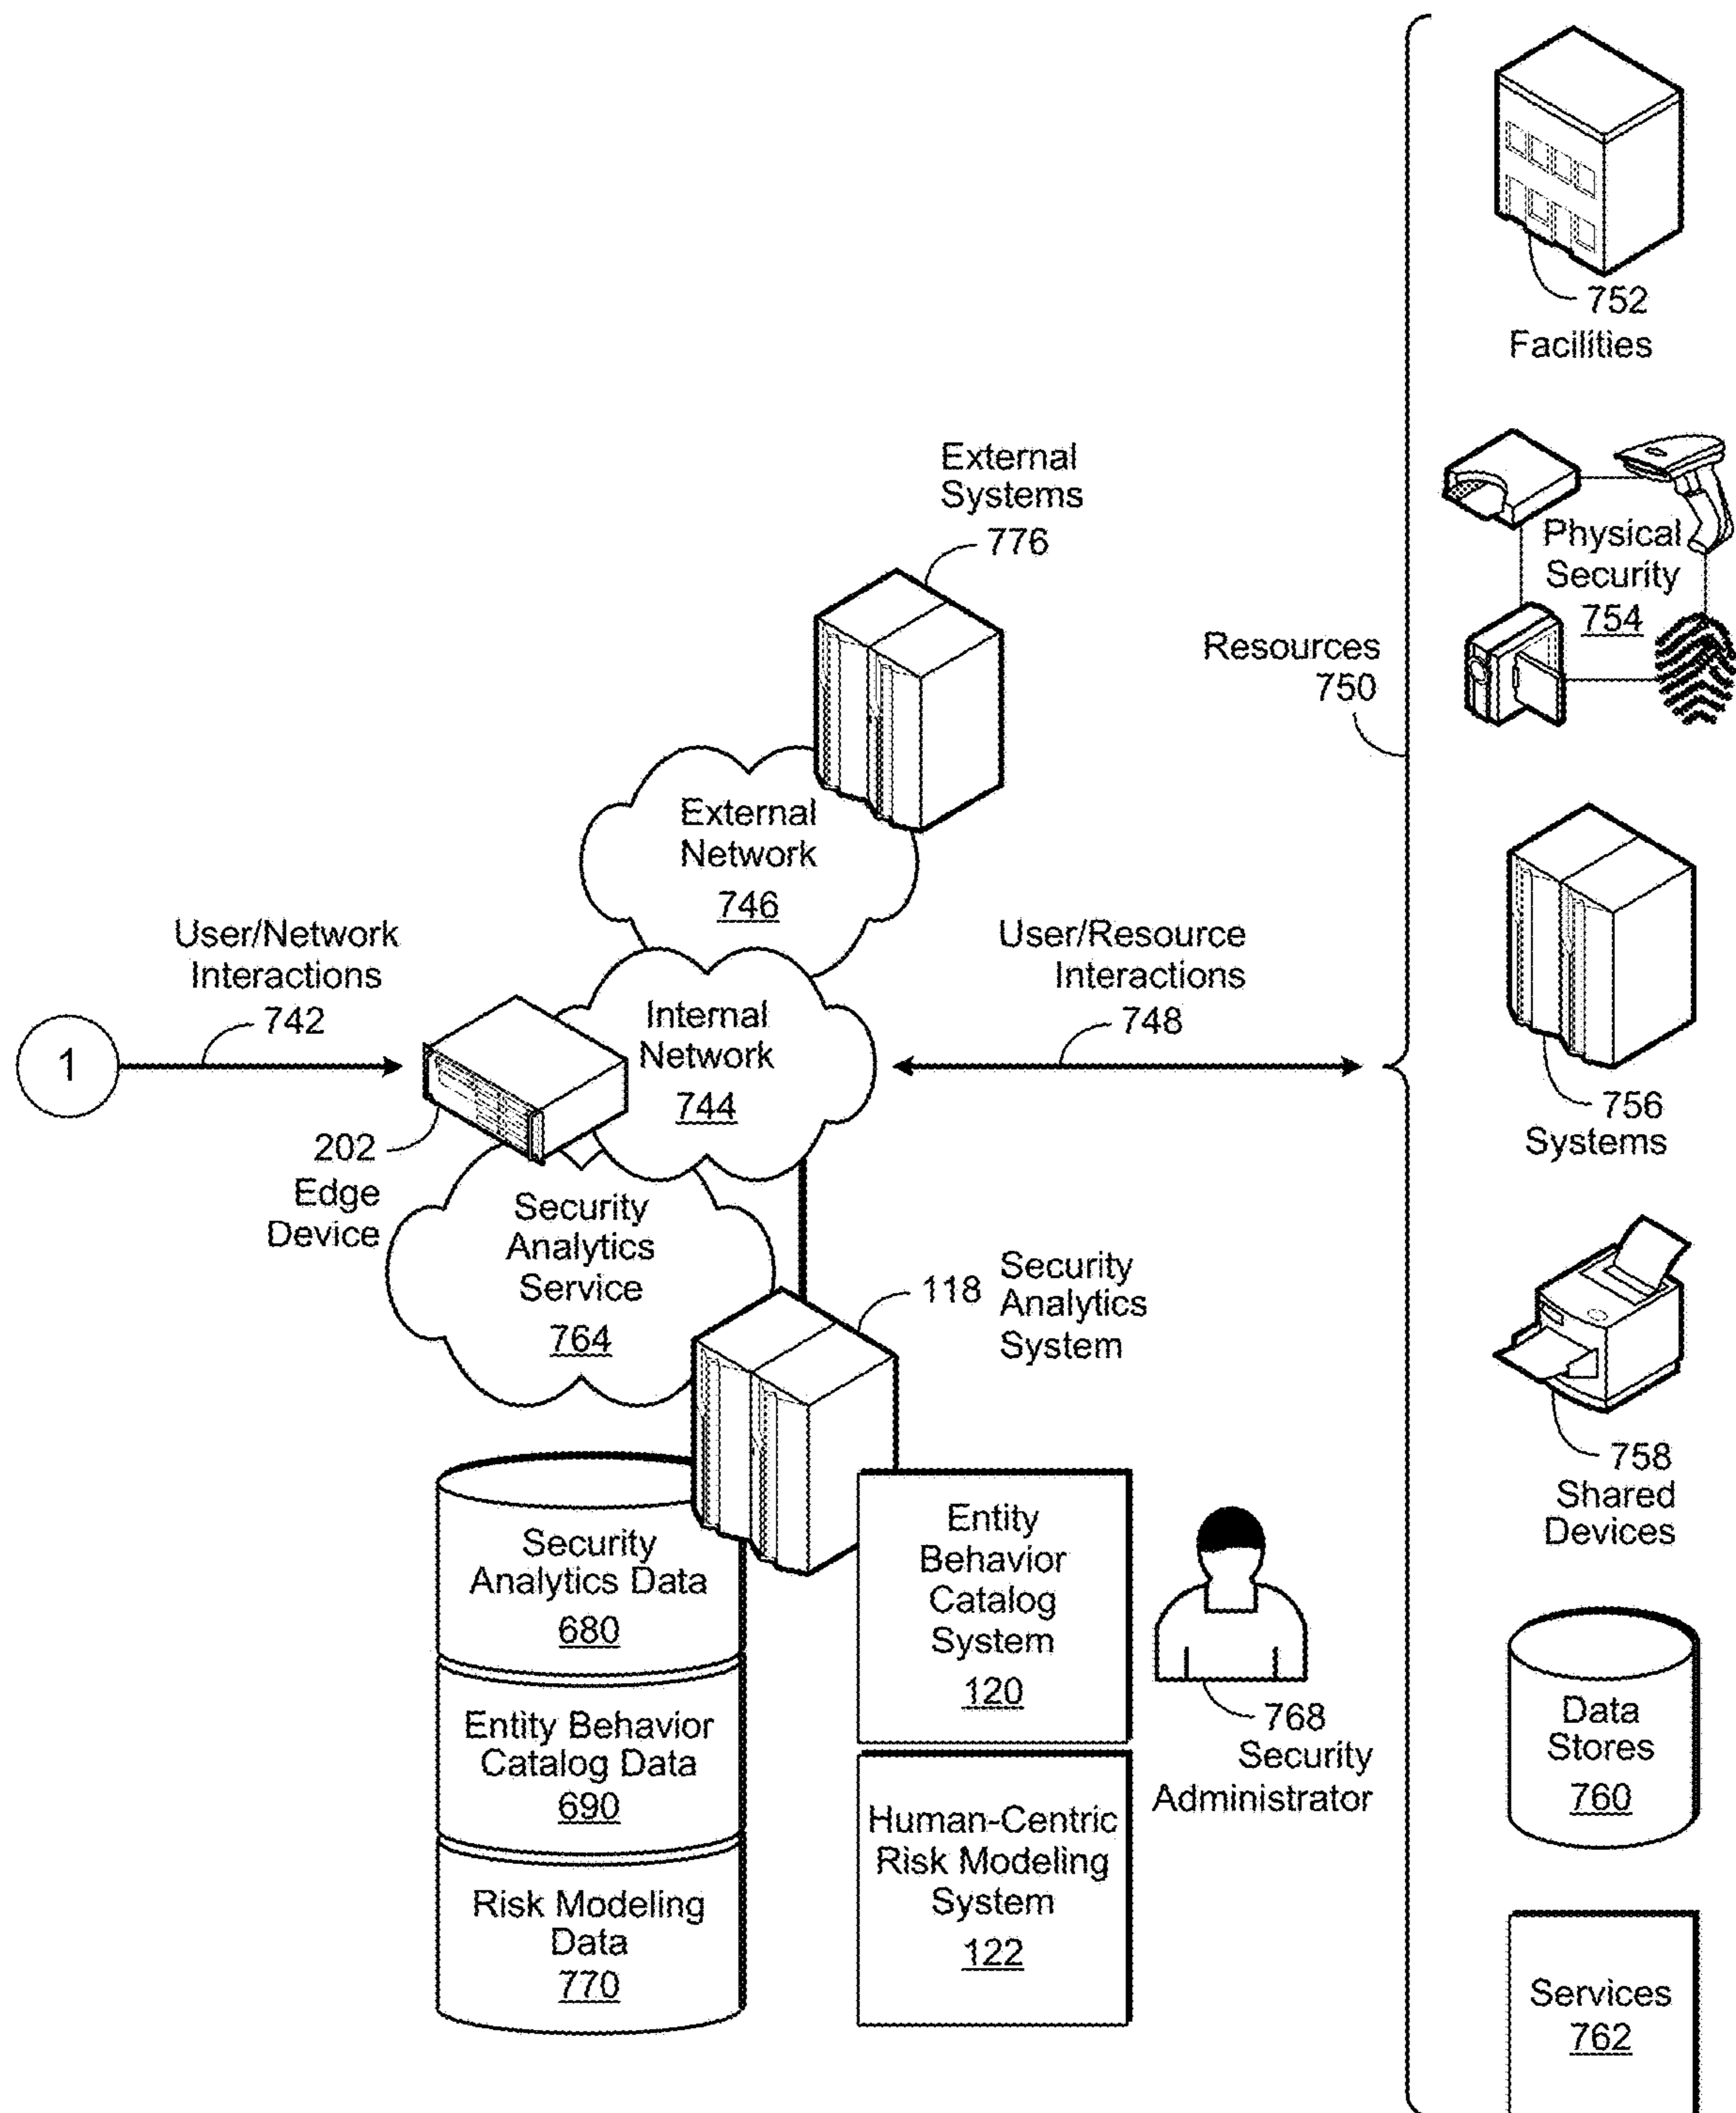 752
Facilities
External
Systems
776
Physical
Security
754
Resources
750
External
Network
746
User/Network
Interactions
742
User/Resource
Interactions
748
1
Internal
Network
744
202
Edge
Device
756
Systems
Security
Analytics
Service
764
118
Security
Analytics
System
758
Shared
Devices
Security
Analytics Data
680
Entity
Behavior
Catalog
System
120
768
Security
Administrator
Entity Behavior
Catalog Data
690
Data
Stores
760
Human-Centric
Risk Modeling
System
122
Risk Modeling
Data
770
Services
762